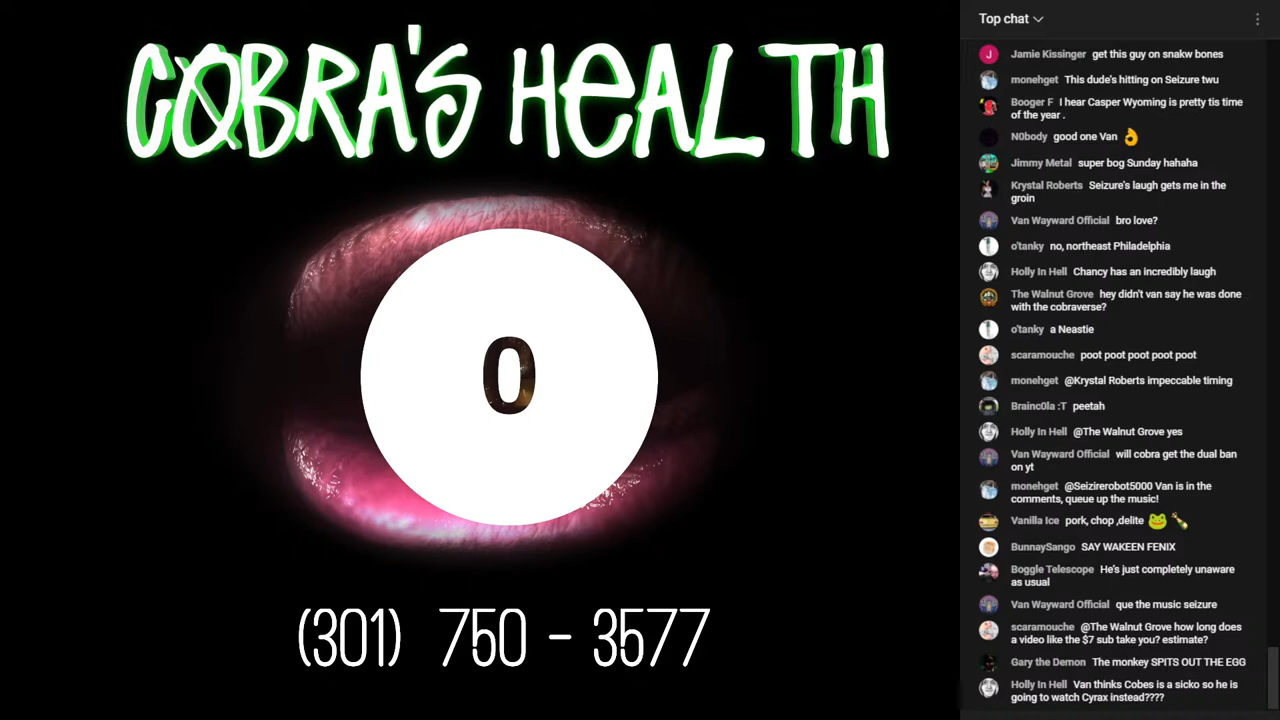 COBRA'S HEALTH
0
(301) 750 - 3577
Top chat
J
Jamie Kissinger get this guy on snakw bones
monehget This dude's hitting on Seizure twu
Booger F I hear Casper Wyoming is pretty tis time
of the year .
N0body good one Van 👌
Jimmy Metal super bog Sunday hahaha
Krystal Roberts Seizure's laugh gets me in the
groin
Van Wayward Official bro love?
o'tanky no, northeast Philadelphia
Holly In Hell Chancy has an incredibly laugh
The Walnut Grove hey didn't van say he was done
with the cobraverse?
o'tanky a Neastie
scaramouche poot poot poot poot poot
monehget @Krystal Roberts impeccable timing
Brainc0la :T peetah
Holly In Hell @The Walnut Grove yes
Van Wayward Official will cobra get the dual ban
on yt
monehget @Seizirerobot5000 Van is in the
comments, queue up the music!
Vanilla Ice pork, chop ,delite 🐸 🍾
BunnaySango SAY WAKEEN FENIX
Boggle Telescope He's just completely unaware
as usual
Van Wayward Official que the music seizure
scaramouche @The Walnut Grove how long does
a video like the $7 sub take you? estimate?
Gary the Demon The monkey SPITS OUT THE EGG
Holly In Hell Van thinks Cobes is a sicko so he is
going to watch Cyrax instead????